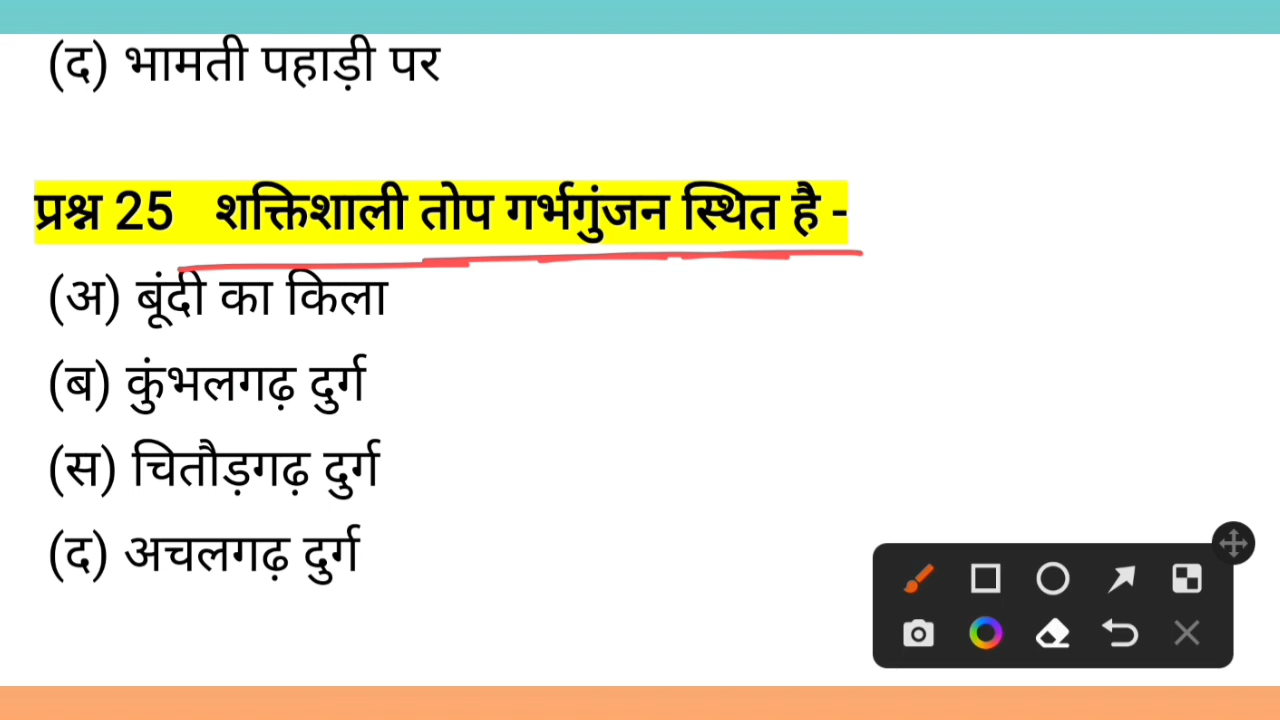 (द) भामती पहाड़ी पर
प्रश्न 25 शक्तिशाली तोप गर्भगुंजन स्थित है -
(अ) बूंदी का किला
(ब) कुंभलगढ़ दुर्ग
(स) चितौड़गढ़ दुर्ग
(द) अचलगढ़ दुर्ग